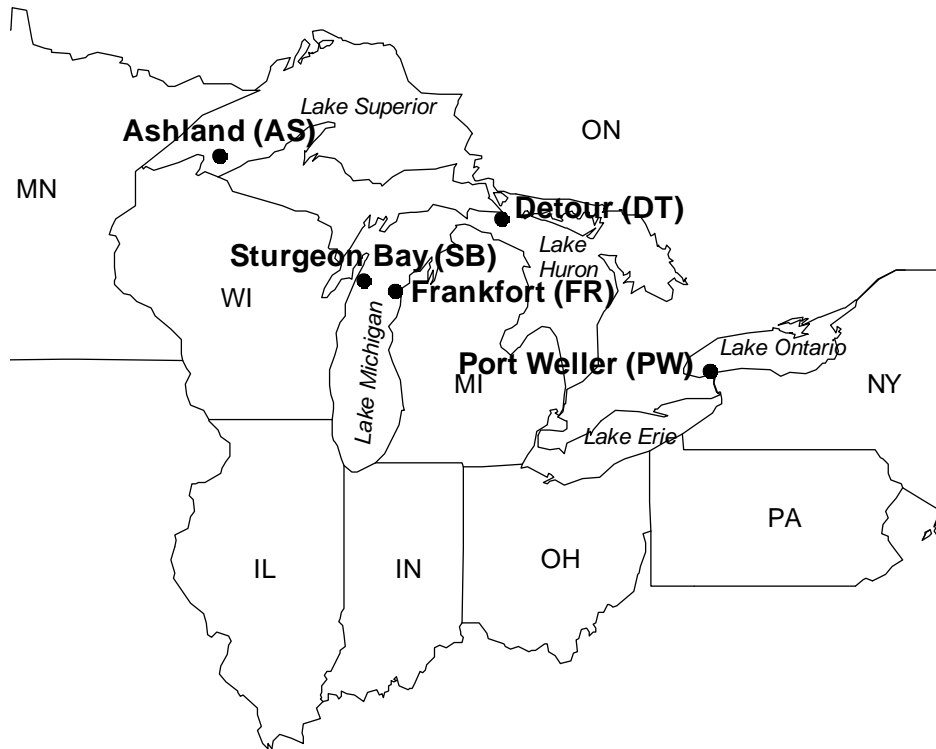 Lake Superior
Ashland (AS)
ON
MN
Detour (DT)
Lake
Huron
Sturgeon Bay (SB)
WI
Frankfort (FR)
Lake Michigan
Lake Ontario
Port Weller (PW)
MI
NY
Lake Erie
PA
IL
IN
OH